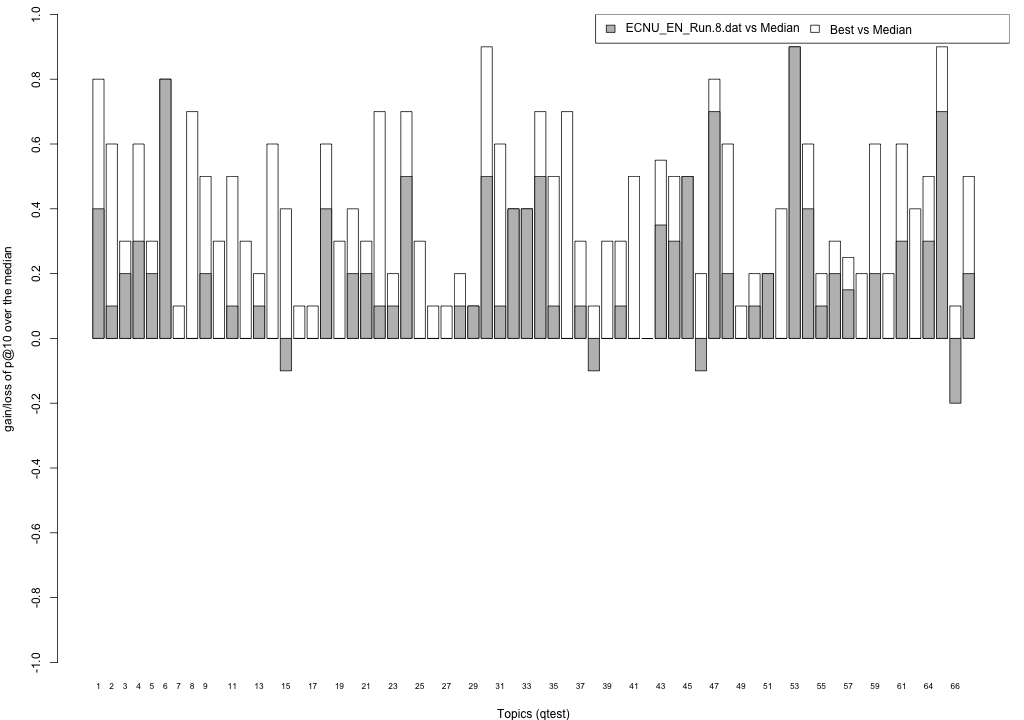 ECNU_EN_Run.8.dat vs Median Best vs Median
gain/loss of p@10 over the median
1.0
0.8
0.6
0.4
0.2
0.0
-0.2
-0.4
-0.6
-0.8
-1.0
1 2 3 4 5 6 7 8 9 11 13 15 17 19 21 23 25 27 29 31 33 35 37 39 41 43 45 47 49 51 53 55 57 59 61 64 66
Topics (qtest)